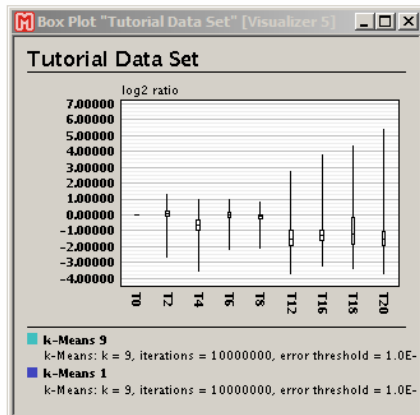 Box Plot "Tutorial Data Set" [Visualizer 5]
Tutorial Data Set
log2 ratio
7.00000
6.00000
5.00000
4.00000
3.00000
2.00000
1.00000
0.00000
-1.00000
-2.00000
-3.00000
-4.00000
T0 T2 T4 T6 T8 T12 T16 T18 T20
k-Means 9
k-Means: k = 9, iterations = 10000000, error threshold = 1.0E-
k-Means 1
k-Means: k = 9, iterations = 10000000, error threshold = 1.0E-